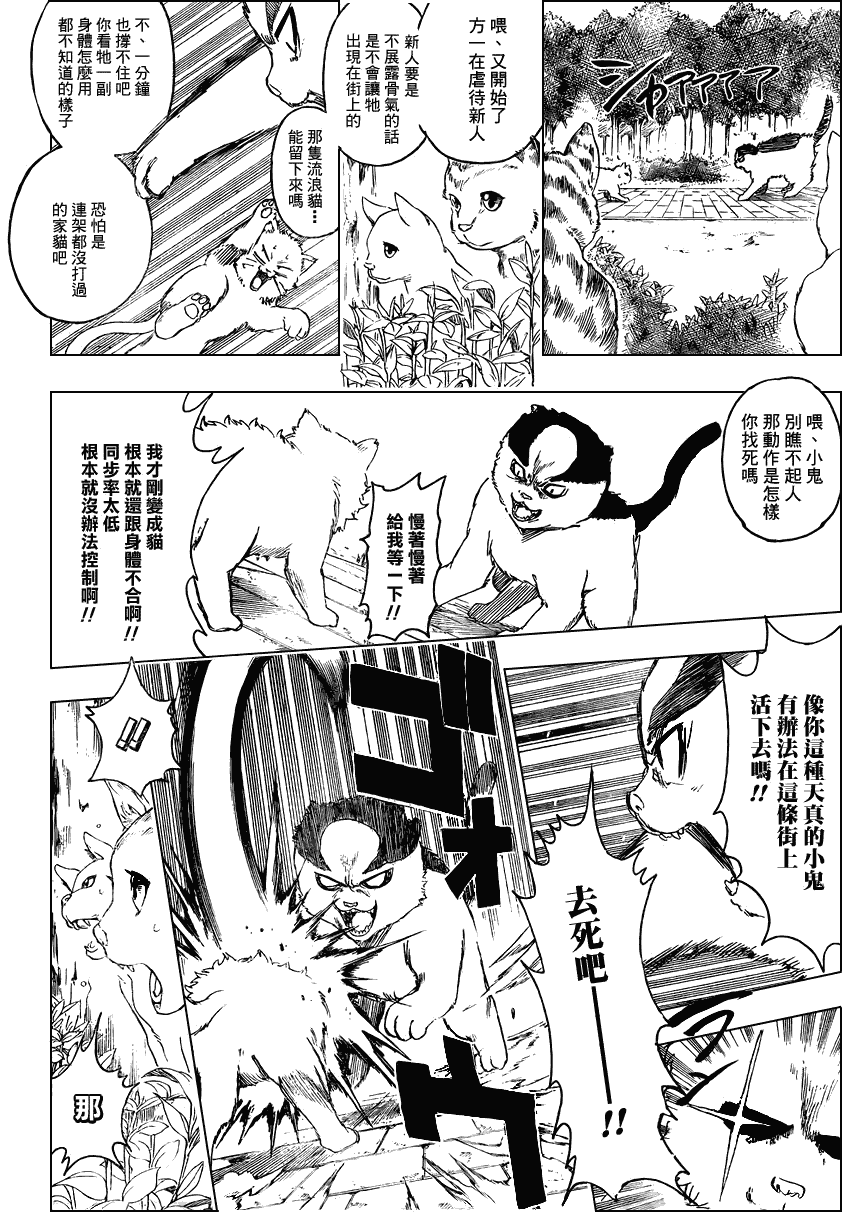 シャアアアア
喂、又開始了
方一在虐待新人
新人要是
不展露骨氣的話
是不會讓牠
出現在街上的
那隻流浪貓…
能留下來嗎
不、一分鐘
也撐不住吧
你看牠一副
身體怎麼用
都不知道的樣子
恐怕是
連架都沒打過
的家貓吧
喂、小鬼
別瞧不起人
那動作是怎樣
你找死嗎
慢著慢著
給我等一下!!
我才剛變成貓
根本就還跟身體不合啊!!
同步率太低
根本就沒辦法控制啊!!
像你這種天真的小鬼
有辦法在這條街上
活下去嗎!!
去死吧——!!
ゴオ
ヮ
!!
那